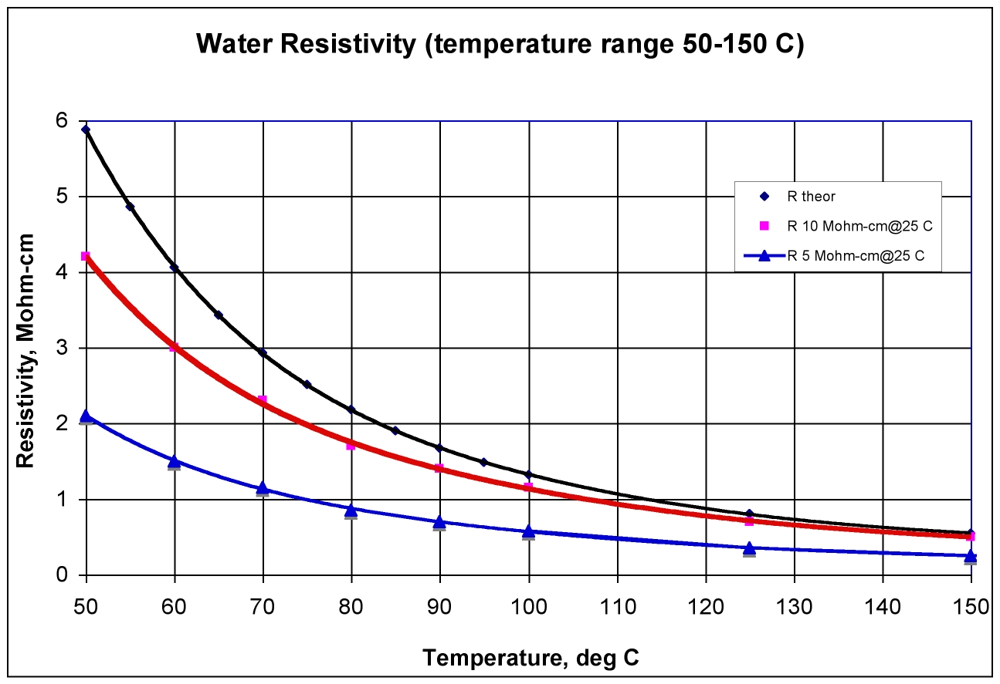 Water Resistivity (temperature range 50-150 C)
6
5
4
3
2
1
0
Resistivity, Mohm-cm
R theor
R 10 Mohm-cm@25 C
R 5 Mohm-cm@25 C
50 60 70 80 90 100 110 120 130 140 150
Temperature, deg C